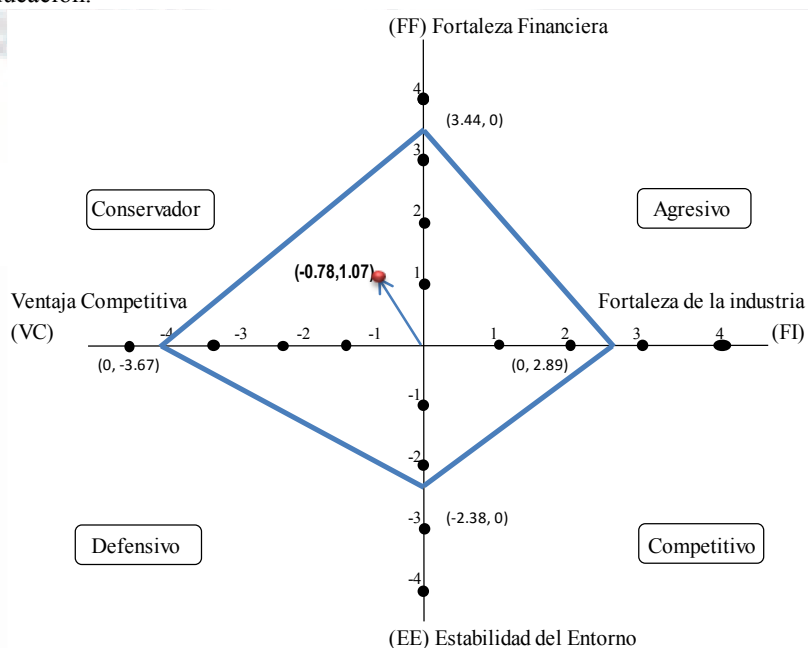 (FF) Fortaleza Financiera
4
(3.44, 0)
3
Conservador
Agresivo
2
(-0.78,1.07)
1
Ventaja Competitiva
Fortaleza de la industria
(VC)
-4 -3 -2 -1 1 2 3 4
(FI)
(0, -3.67)
(0, 2.89)
-1
-2
-3
(-2.38, 0)
Defensivo
Competitivo
-4
(EE) Estabilidad del Entorno